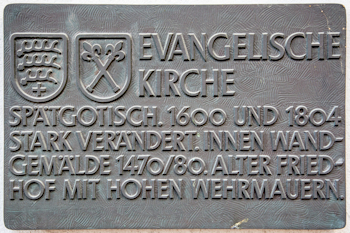 EVANGELISCHE
KIRCHE
SPÄTGOTISCH. 1600 UND 1804
STARK VERÄNDERT. INNEN WAND-
GEMÄLDE 1470/80. ALTER FRIED-
HOF MIT HOHEN WEHRMAUERN.